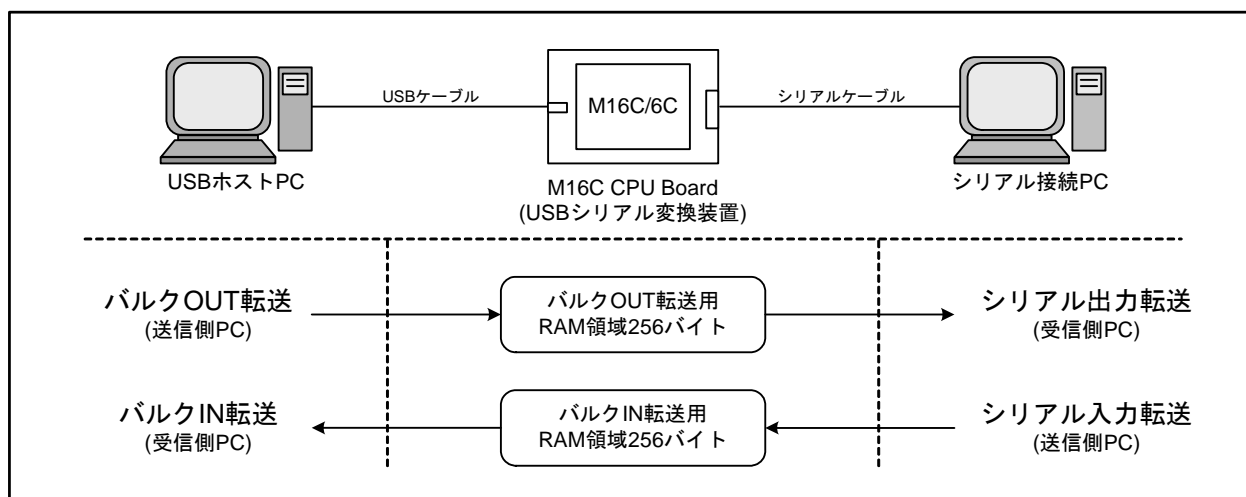 USBケーブル
M16C/6C
シリアルケーブル
USBホストPC
M16C CPU Board
(USBシリアル変換装置)
シリアル接続PC
バルクOUT転送
(送信側PC)
バルクOUT転送用
RAM領域256バイト
シリアル出力転送
(受信側PC)
バルクIN転送
(受信側PC)
バルクIN転送用
RAM領域256バイト
シリアル入力転送
(送信側PC)